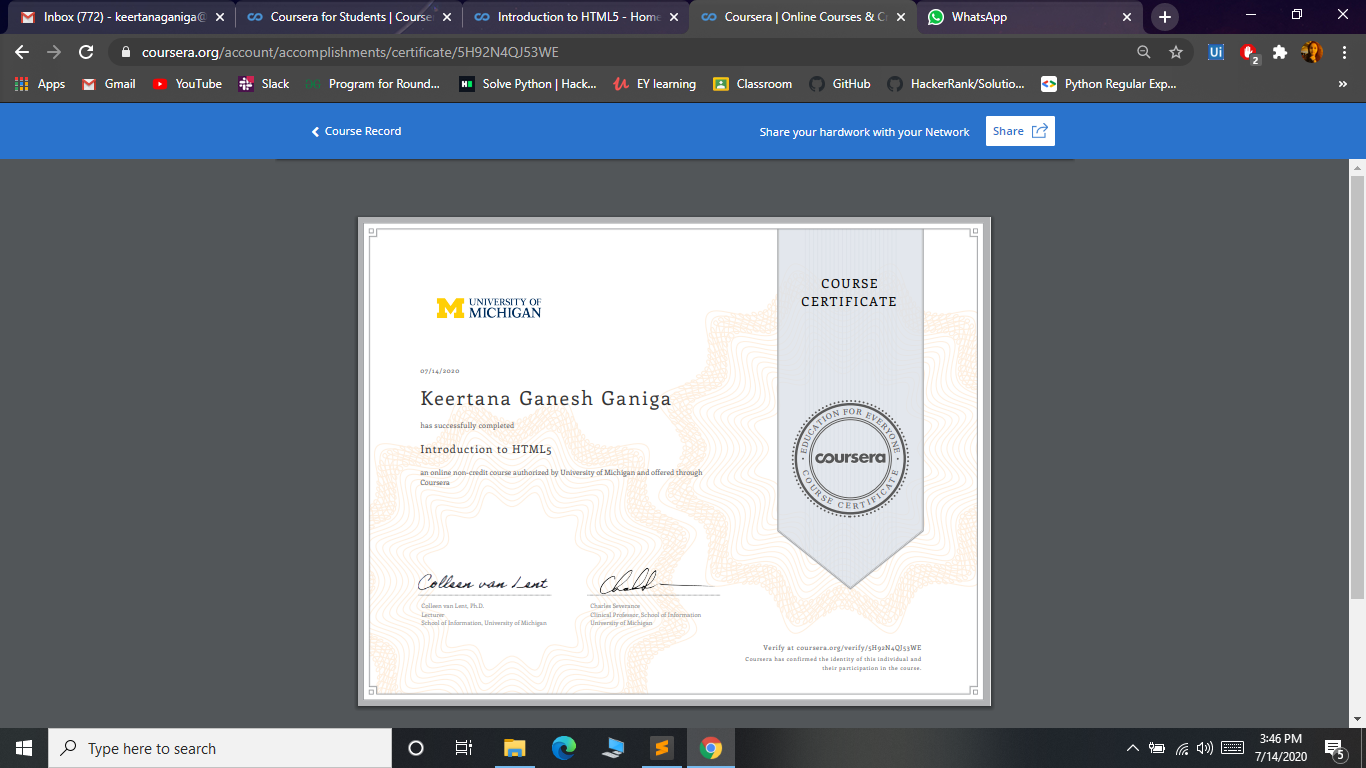 Inbox (772) - keertanaganiga@
Coursera for Students | Course
Introduction to HTML5 - Home
Coursera | Online Courses & C
WhatsApp
coursera.org/account/accomplishments/certificate/5H92N4QJ53WE
Apps
Gmail
YouTube
Slack
Program for Round...
Solve Python | Hack...
EY learning
Classroom
GitHub
HackerRank/Solutio...
Python Regular Exp...
»
Ui
2
Course Record
Share your hardwork with your Network
Share
COURSE
CERTIFICATE
M UNIVERSITY OF
MICHIGAN
07/14/2020
Keertana Ganesh Ganiga
has successfully completed
Introduction to HTML5
an online non-credit course authorized by University of Michigan and offered through
Coursera
EDUCATION FOR EVERYONE
coursera
COURSE CERTIFICATE
Colleen van Lent
Colleen van Lent, Ph.D.
Lecturer
School of Information, University of Michigan
Charles Severance
Clinical Professor, School of Information
University of Michigan
Verify at coursera.org/verify/5H92N4QJ53WE
Coursera has confirmed the identity of this individual and
their participation in the course.
Type here to search
3:46 PM
7/14/2020
5